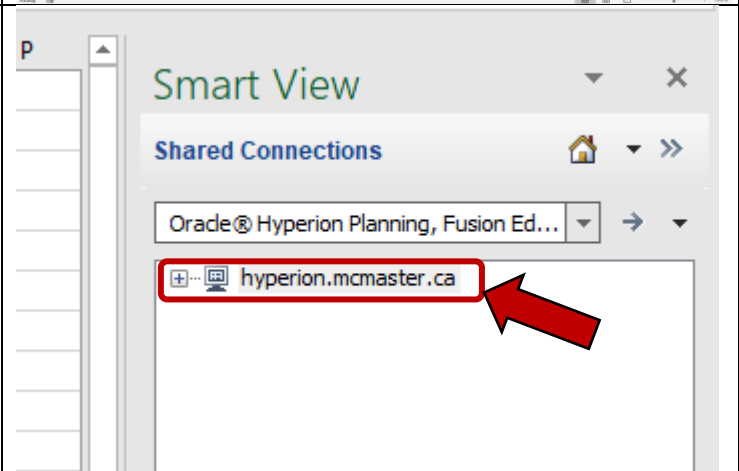 P
Smart View
Shared Connections
Oracle® Hyperion Planning, Fusion Ed...
hyperion.mcmaster.ca